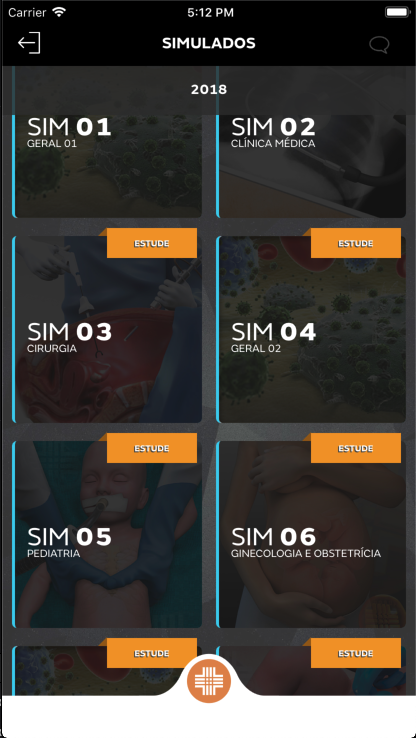 Carrier 5:12 PM
SIMULADOS
2018
SIM 01
GERAL 01
SIM 02
CLÍNICA MÉDICA
ESTUDE
ESTUDE
SIM 03
CIRURGIA
SIM 04
GERAL 02
ESTUDE
ESTUDE
SIM 05
PEDIATRIA
SIM 06
GINECOLOGIA E OBSTETRÍCIA
ESTUDE
ESTUDE